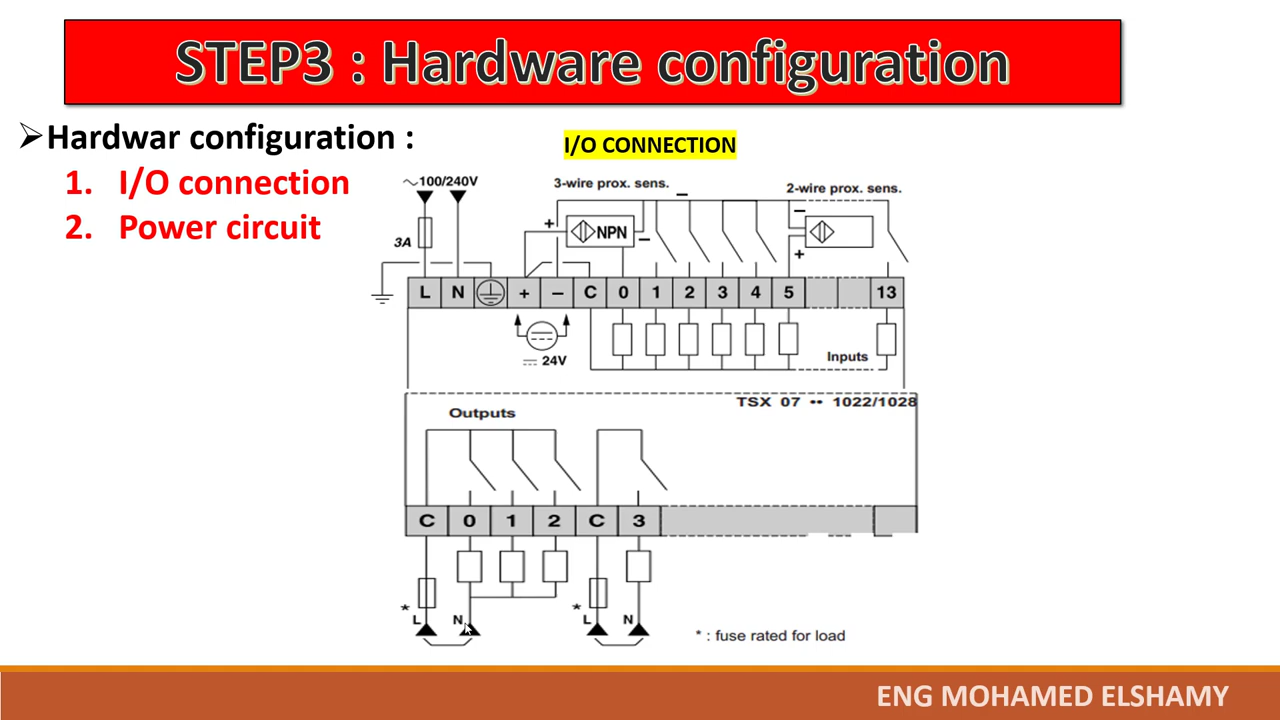 STEP3 : Hardware configuration
➢Hardwar configuration :
1. I/O connection
2. Power circuit
I/O CONNECTION
~100/240V
3-wire prox. sens.
2-wire prox. sens.
–
–
+
NPN
–
3A
+
L N + – C 0 1 2 3 4 5 13
24V
Inputs
TSX 07 •• 1022/1028
Outputs
C 0 1 2 C 3
* L N * L N
* : fuse rated for load
ENG MOHAMED ELSHAMY